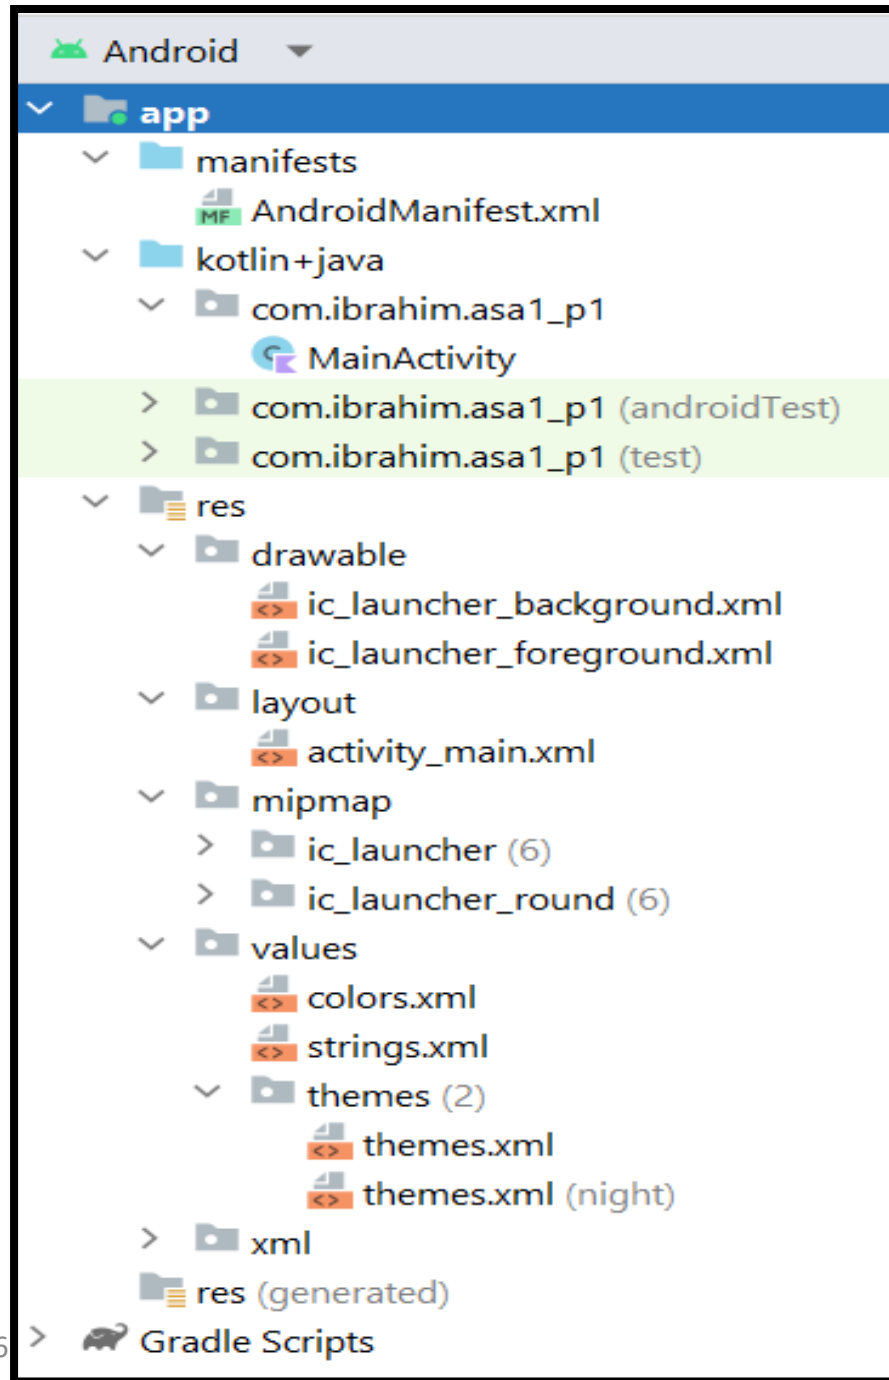 Android
app
manifests
MF AndroidManifest.xml
kotlin+java
com.ibrahim.asa1_p1
MainActivity
com.ibrahim.asa1_p1 (androidTest)
com.ibrahim.asa1_p1 (test)
res
drawable
ic_launcher_background.xml
ic_launcher_foreground.xml
layout
activity_main.xml
mipmap
ic_launcher (6)
ic_launcher_round (6)
values
colors.xml
strings.xml
themes (2)
themes.xml
themes.xml (night)
xml
res (generated)
Gradle Scripts